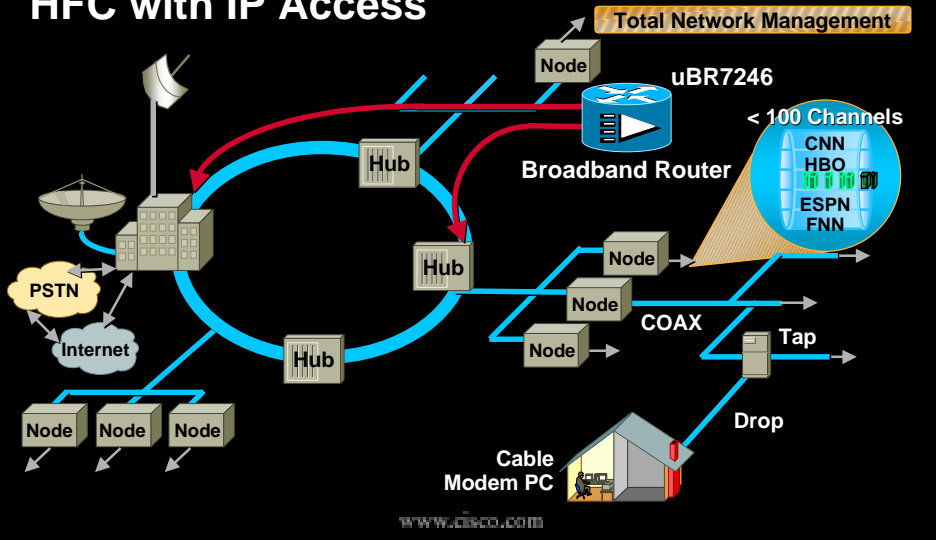 HFC with IP Access
Total Network Management
Node
uBR7246
< 100 Channels
CNN
HBO
ESPN
FNN
Hub
Broadband Router
Node
Hub
PSTN
Node
COAX
Internet
Hub
Node
Tap
Node
Node
Node
Drop
Cable
Modem PC
www.cisco.com